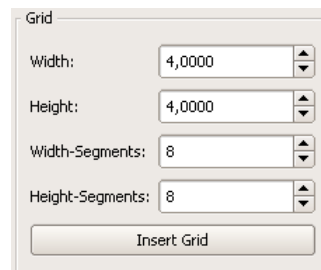 Grid
Width: 4,0000
Height: 4,0000
Width-Segments: 8
Height-Segments: 8
Insert Grid